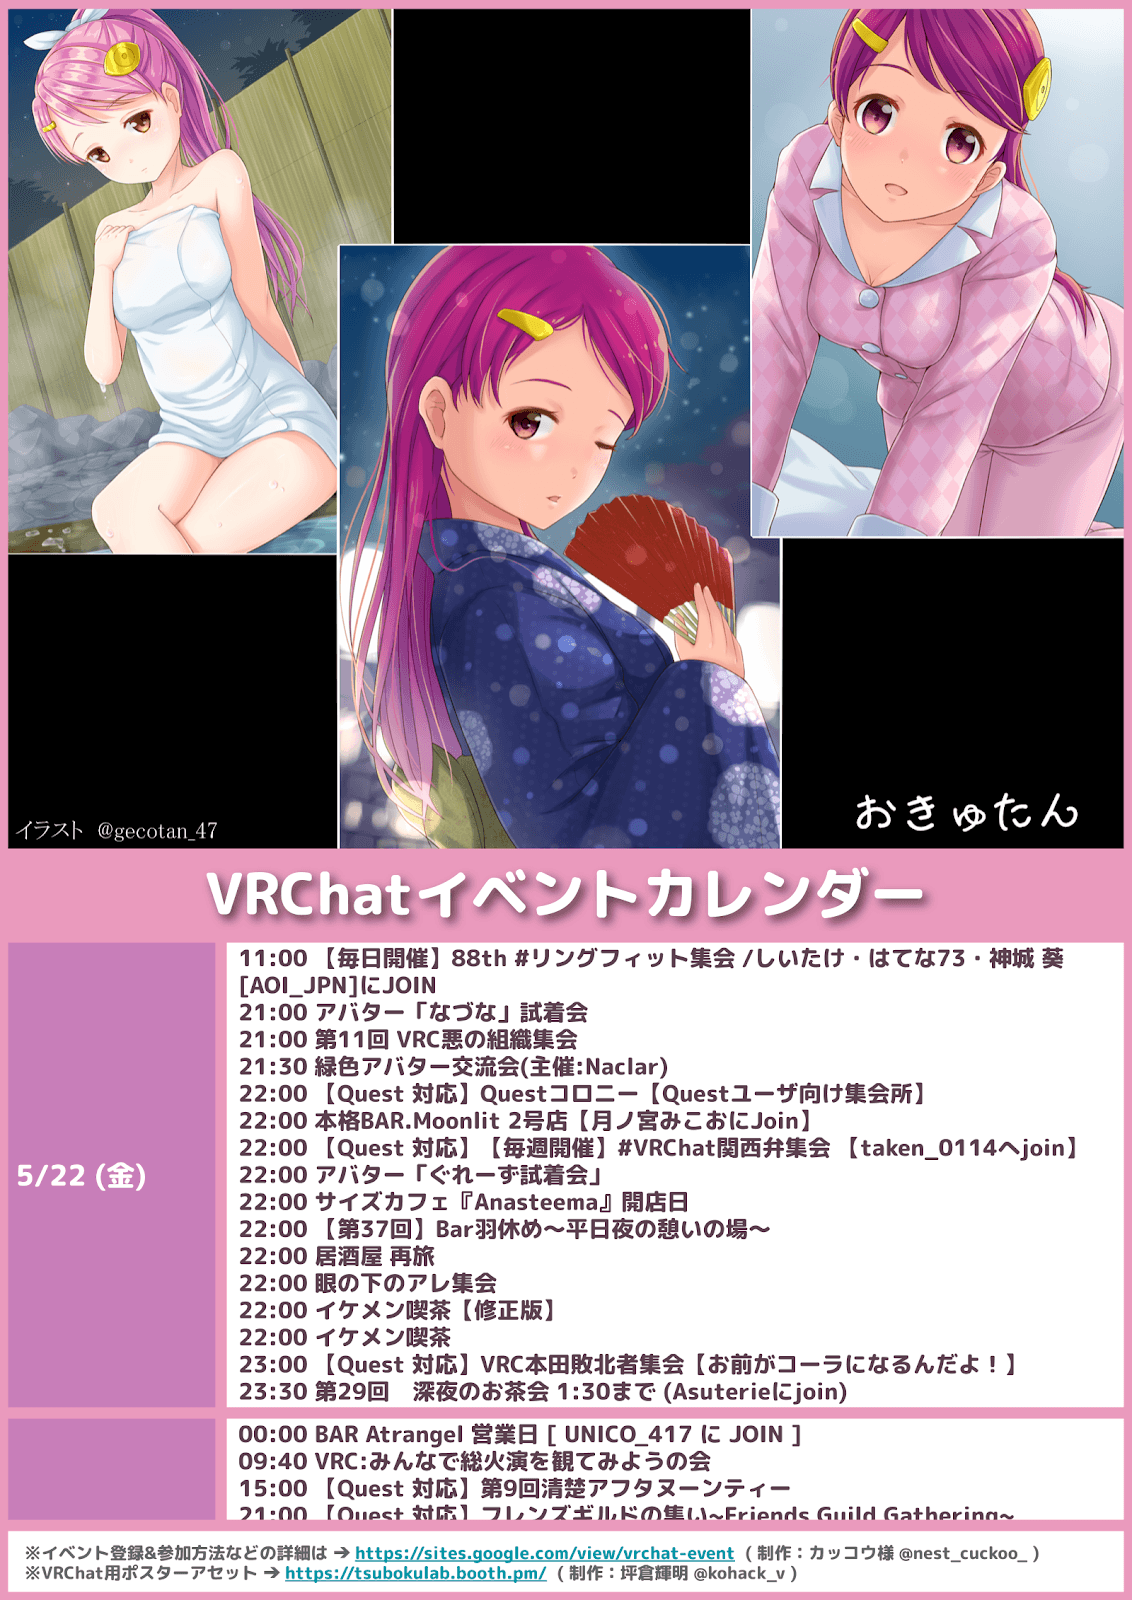 イラスト @gecotan_47
おきゅたん
VRChatイベントカレンダー
5/22 (金)
11:00 【毎日開催】88th #リングフィット集会 /しいたけ・はてな73・神城 葵
[AOI_JPN]にJOIN
21:00 アバター「なづな」試着会
21:00 第11回 VRC悪の組織集会
21:30 緑色アバター交流会(主催:Naclar)
22:00 【Quest 対応】Questコロニー【Questユーザ向け集会所】
22:00 本格BAR.Moonlit 2号店【月ノ宮みこおにJoin】
22:00 【Quest 対応】【毎週開催】#VRChat関西弁集会 【taken_0114へjoin】
22:00 アバター「ぐれーず試着会」
22:00 サイズカフェ『Anasteema』開店日
22:00 【第37回】Bar羽休め～平日夜の憩いの場～
22:00 居酒屋 再旅
22:00 眼の下のアレ集会
22:00 イケメン喫茶【修正版】
22:00 イケメン喫茶
23:00 【Quest 対応】VRC本田敗北者集会【お前がコーラになるんだよ！】
23:30 第29回　深夜のお茶会 1:30まで (Asuterieにjoin)
00:00 BAR Atrangel 営業日 [ UNICO_417 に JOIN ]
09:40 VRC:みんなで総火演を観てみようの会
15:00 【Quest 対応】第9回清楚アフタヌーンティー
21:00 【Quest 対応】フレンズギルドの集い~Friends Guild Gathering~
※イベント登録&参加方法などの詳細は → https://sites.google.com/view/vrchat-event ( 制作：カッコウ様 @nest_cuckoo_ )
※VRChat用ポスターアセット → https://tsubokulab.booth.pm/ ( 制作：坪倉輝明 @kohack_v )